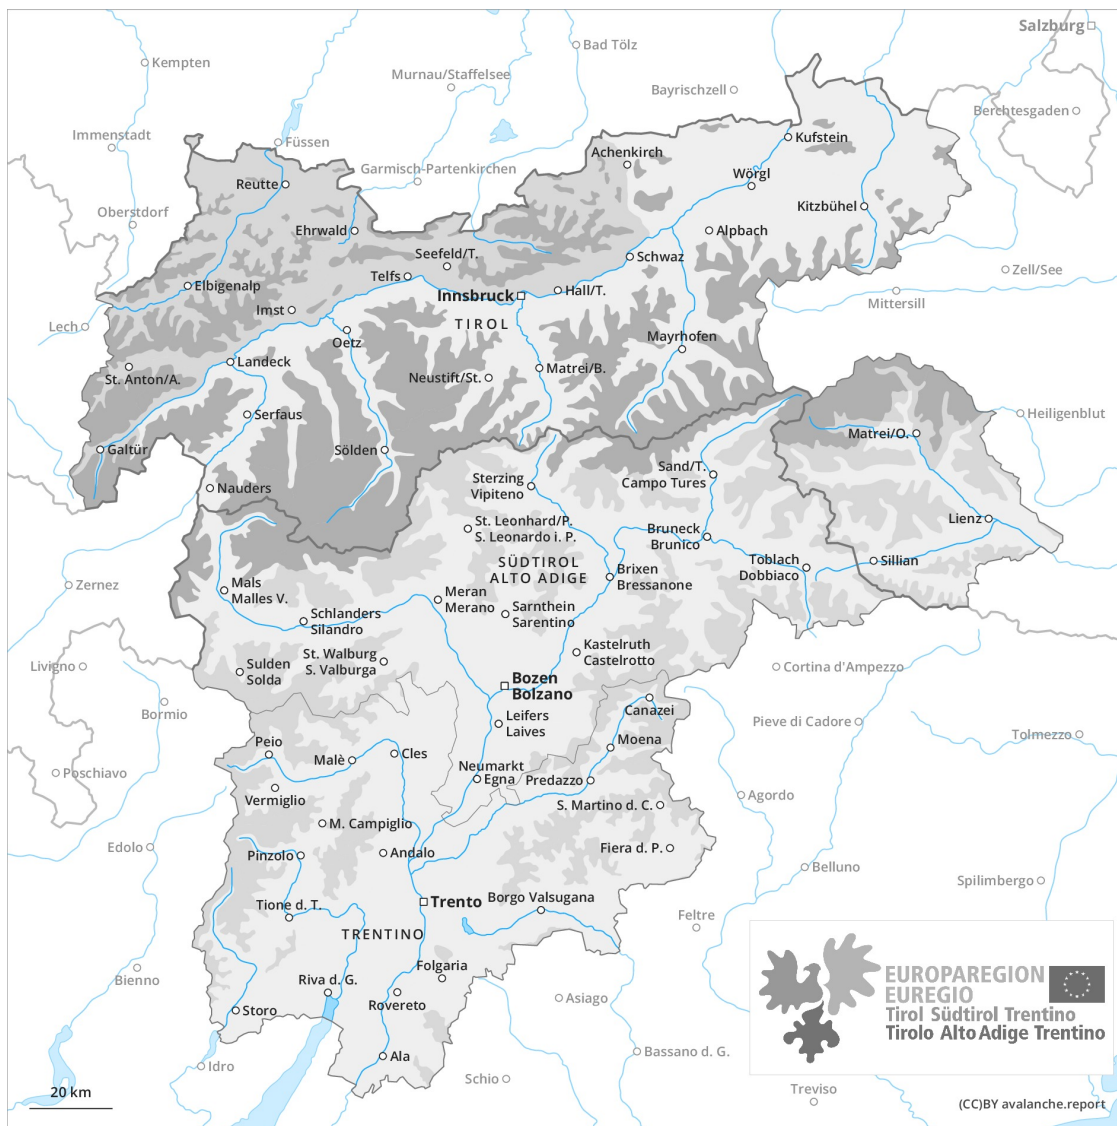 Salzburg
Bad Tölz
Kempten
Murnau/Staffelsee
Bayrischzell
Berchtesgaden
Immenstadt
Füssen
Kufstein
Achenkirch
Garmisch-Partenkirchen
Wörgl
Reutte
Kitzbühel
Oberstdorf
Ehrwald
Alpbach
Seefeld/T.
Schwaz
Zell/See
Telfs
Elbigenalp
Hall/T.
Innsbruck
Mittersill
Imst
TIROL
Lech
Mayrhofen
Oetz
Landeck
Matrei/B.
St. Anton/A.
Neustift/St.
Serfaus
Heiligenblut
Matrei/O.
Galtür
Sölden
Sand/T.
Campo Tures
Sterzing
Vipiteno
Nauders
Lienz
St. Leonhard/P.
S. Leonardo i. P.
Bruneck
Brunico
SÜDTIROL
ALTO ADIGE
Toblach
Dobbiaco
Sillian
Brixen
Bressanone
Zernez
Mals
Malles V.
Meran
Merano
Schlanders
Silandro
Sarnthein
Sarentino
Kastelruth
Castelrotto
St. Walburg
S. Valburga
Livigno
Sulden
Solda
Cortina d'Ampezzo
Bozen
Bolzano
Bormio
Canazei
Leifers
Laives
Pieve di Cadore
Tolmezzo
Moena
Peio
Cles
Malè
Neumarkt
Egna
Poschiavo
Predazzo
Vermiglio
Agordo
S. Martino d. C.
M. Campiglio
Edolo
Pinzolo
Andalo
Fiera d. P.
Belluno
Spilimbergo
Borgo Valsugana
Trento
Tione d. T.
Feltre
TRENTINO
Folgaria
Bienno
Riva d. G.
Rovereto
Asiago
Storo
EUROPAREGION
EUREGIO
Tirol Südtirol Trentino
Tirolo Alto Adige Trentino
Bassano d. G.
Ala
Idro
Schio
Treviso
20 km
(CC)BY avalanche.report